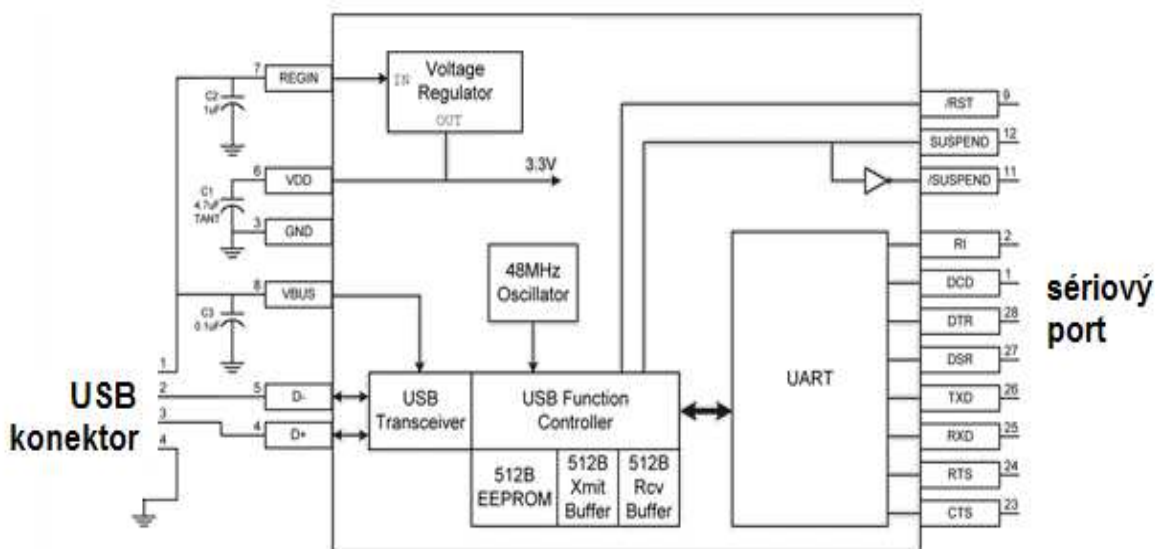 7
REGIN
C2
1uF
IN
Voltage
Regulator
OUT
6
VDD
3.3V
C1
4.7uF
TANT
3
GND
8
VBUS
C3
0.1uF
48MHz
Oscillator
1
2
3
4
USB
konektor
5
D-
4
D+
USB
Transceiver
USB Function
Controller
512B
EEPROM
512B
Xmit
Buffer
512B
Rcv
Buffer
UART
/RST
9
SUSPEND
12
/SUSPEND
11
RI
2
DCD
1
DTR
28
DSR
27
TXD
26
RXD
25
RTS
24
CTS
23
sériový
port